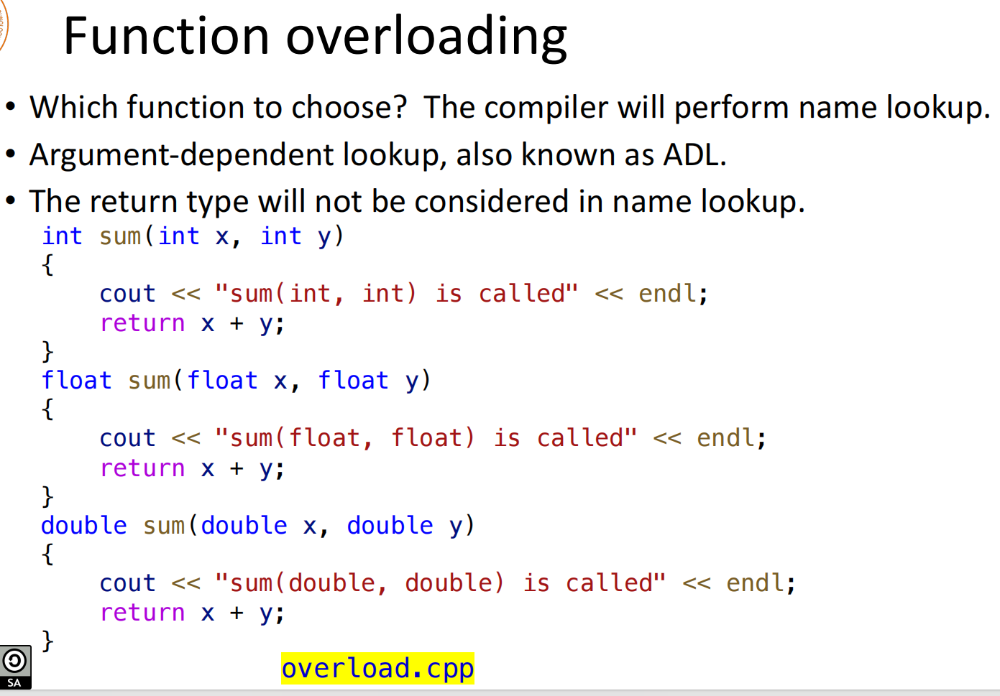 Function overloading
• Which function to choose? The compiler will perform name lookup.
• Argument-dependent lookup, also known as ADL.
• The return type will not be considered in name lookup.
int sum(int x, int y)
{
    cout << "sum(int, int) is called" << endl;
    return x + y;
}
float sum(float x, float y)
{
    cout << "sum(float, float) is called" << endl;
    return x + y;
}
double sum(double x, double y)
{
    cout << "sum(double, double) is called" << endl;
    return x + y;
}
overload.cpp
SA